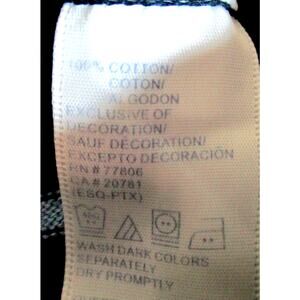 100% COTTON/
COTON/
ALGODON
EXCLUSIVE OF
DECORATION/
SAUF DECORATION/
EXCEPTO DECORACIÓN
RN # 77806
CA # 20781
(ESQ-PTX)
WASH DARK COLORS
SEPARATELY
DRY PROMPTLY